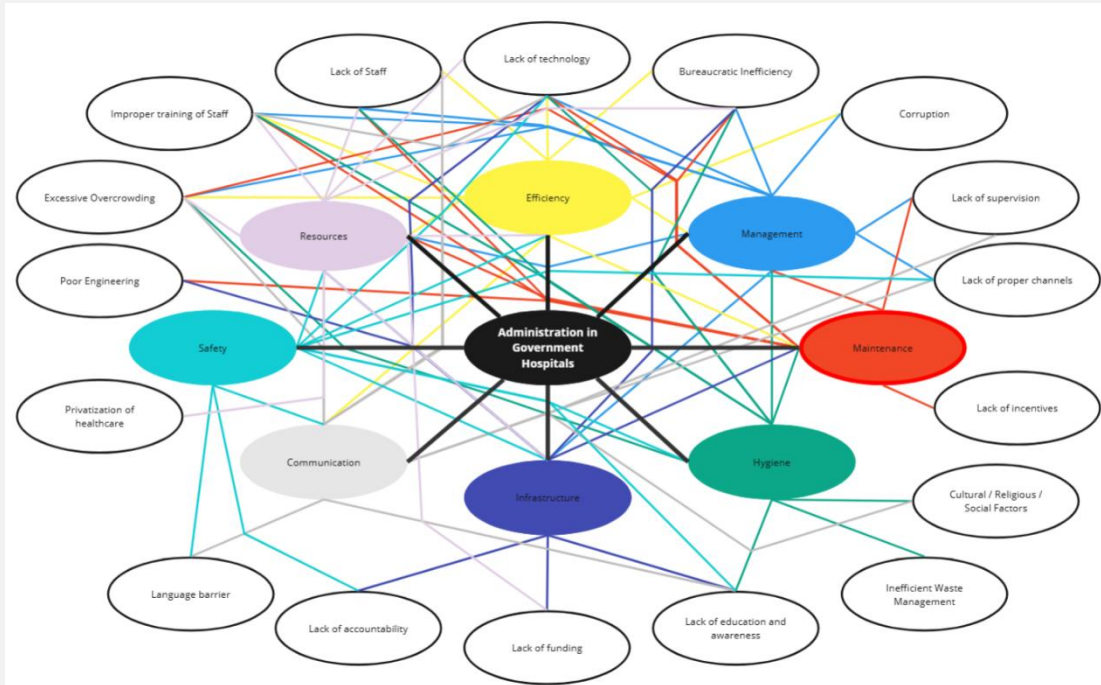 Lack of technology
Lack of Staff
Bureaucratic Inefficiency
Improper training of Staff
Corruption
Excessive Overcrowding
Efficiency
Lack of supervision
Resources
Management
Poor Engineering
Lack of proper channels
Administration in
Government
Hospitals
Safety
Maintenance
Privatization of
healthcare
Lack of incentives
Communication
Hygiene
Infrastructure
Cultural / Religious /
Social Factors
Language barrier
Inefficient Waste
Management
Lack of accountability
Lack of education and
awareness
Lack of funding